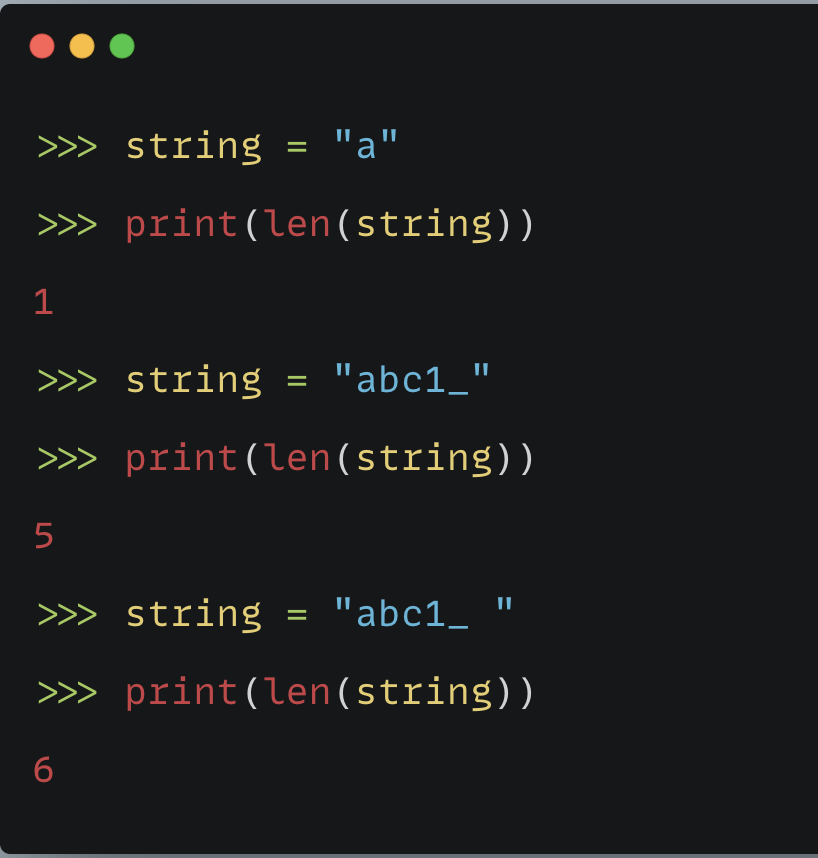 >>> string = "a"
>>> print(len(string))
1
>>> string = "abc1_"
>>> print(len(string))
5
>>> string = "abc1_ "
>>> print(len(string))
6